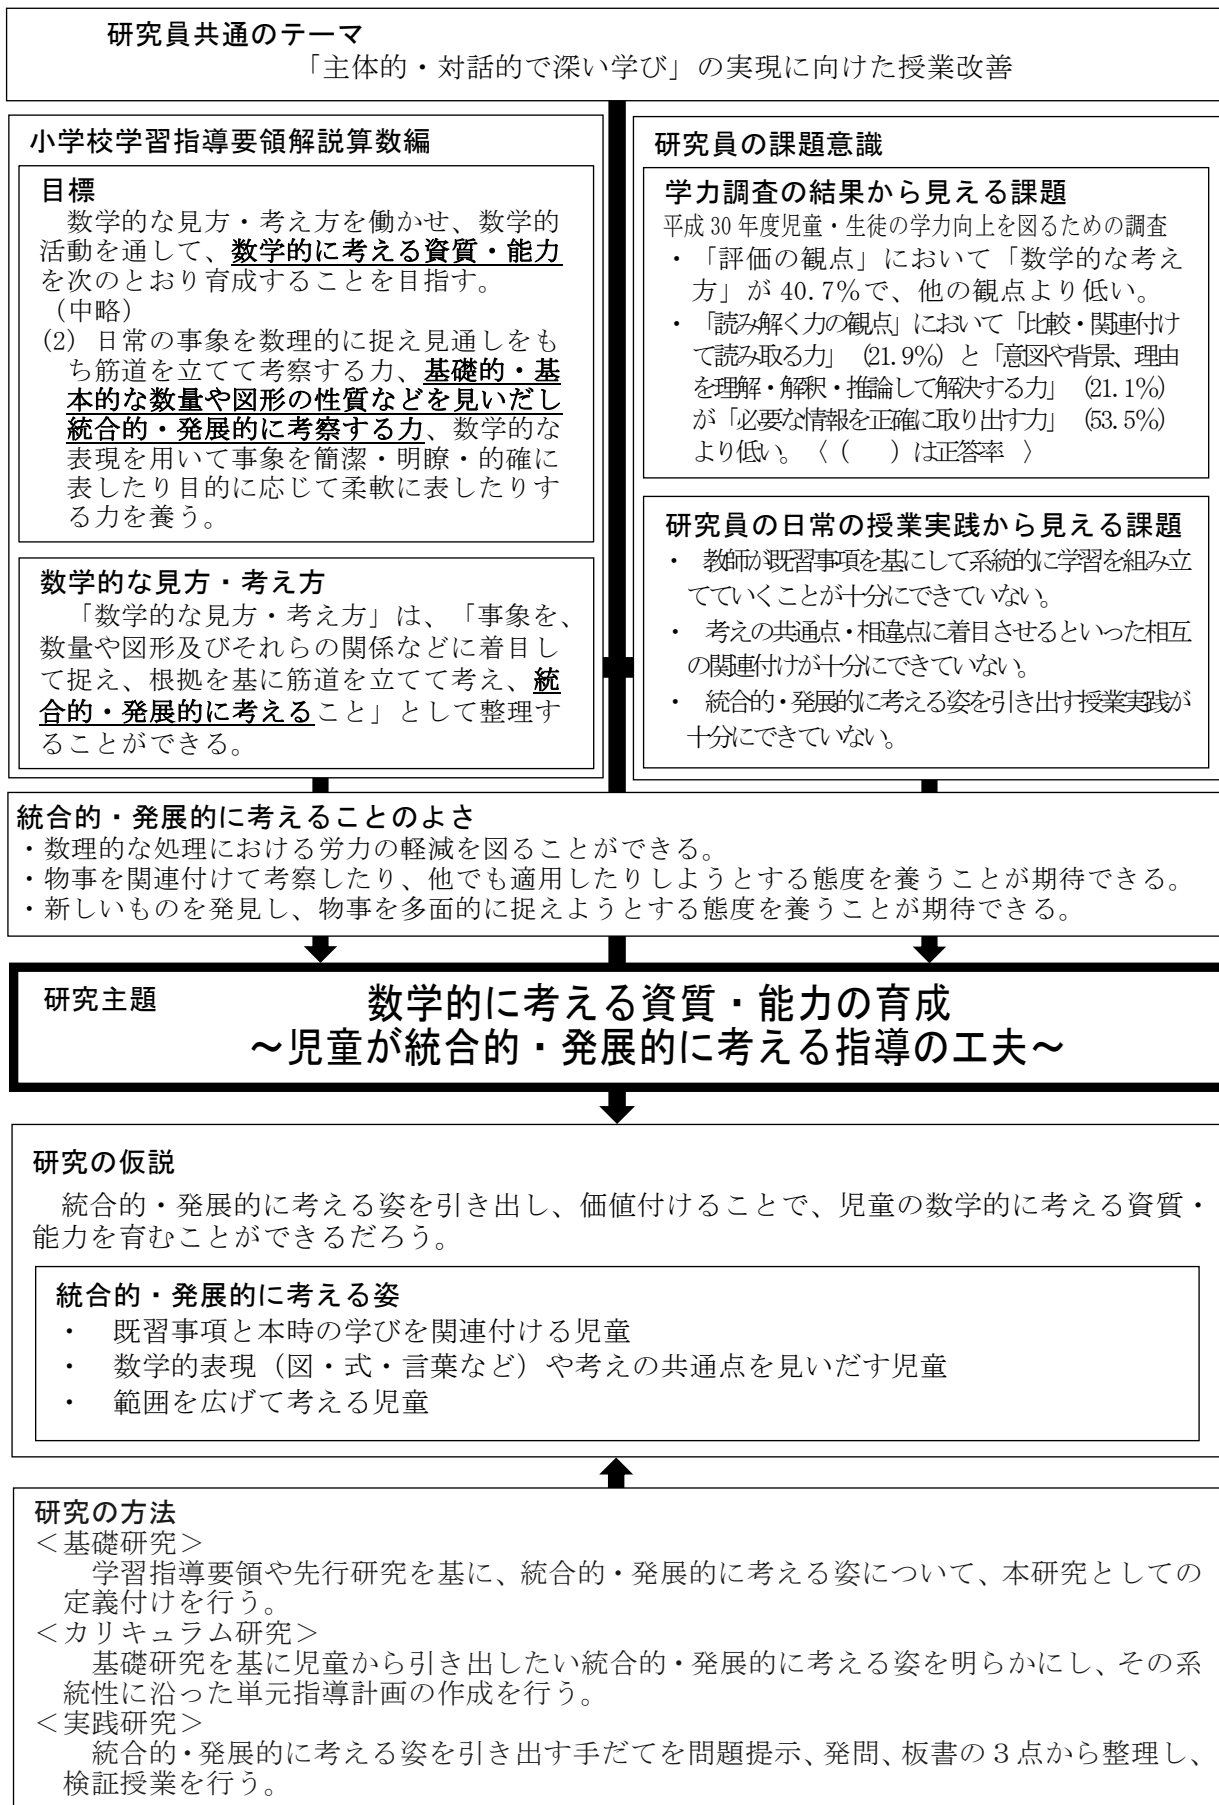 研究員共通のテーマ
「主体的・対話的で深い学び」の実現に向けた授業改善
小学校学習指導要領解説算数編
目標
数学的な見方・考え方を働かせ、数学的
活動を通して、数学的に考える資質・能力
を次のとおり育成することを目指す。
（中略）
(2) 日常の事象を数理的に捉え見通しをも
ち筋道を立てて考察する力、基礎的・基
本的な数量や図形の性質などを見いだし
統合的・発展的に考察する力、数学的な
表現を用いて事象を簡潔・明瞭・的確に
表したり目的に応じて柔軟に表したりす
る力を養う。
数学的な見方・考え方
「数学的な見方・考え方」は、「事象を、
数量や図形及びそれらの関係などに着目し
て捉え、根拠を基に筋道を立てて考え、統
合的・発展的に考えること」として整理す
ることができる。
研究員の課題意識
学力調査の結果から見える課題
平成30年度児童・生徒の学力向上を図るための調査
・「評価の観点」において「数学的な考え
方」が40.7％で、他の観点より低い。
・「読み解く力の観点」において「比較・関連付け
て読み取る力」（21.9％）と「意図や背景、理由
を理解・解釈・推論して解決する力」（21.1％）
が「必要な情報を正確に取り出す力」（53.5％）
より低い。〈（　　）は正答率　〉
研究員の日常の授業実践から見える課題
・　教師が既習事項を基にして系統的に学習を組み立
てていくことが十分にできていない。
・　考えの共通点・相違点に着目させるといった相互
の関連付けが十分にできていない。
・　統合的・発展的に考える姿を引き出す授業実践が
十分にできていない。
統合的・発展的に考えることのよさ
・数理的な処理における労力の軽減を図ることができる。
・物事を関連付けて考察したり、他でも適用したりしようとする態度を養うことが期待できる。
・新しいものを発見し、物事を多面的に捉えようとする態度を養うことが期待できる。
研究主題　数学的に考える資質・能力の育成
～児童が統合的・発展的に考える指導の工夫～
研究の仮説
統合的・発展的に考える姿を引き出し、価値付けることで、児童の数学的に考える資質・
能力を育むことができるだろう。
統合的・発展的に考える姿
・　既習事項と本時の学びを関連付ける児童
・　数学的表現（図・式・言葉など）や考えの共通点を見いだす児童
・　範囲を広げて考える児童
研究の方法
＜基礎研究＞
学習指導要領や先行研究を基に、統合的・発展的に考える姿について、本研究としての
定義付けを行う。
＜カリキュラム研究＞
基礎研究を基に児童から引き出したい統合的・発展的に考える姿を明らかにし、その系
統性に沿った単元指導計画の作成を行う。
＜実践研究＞
統合的・発展的に考える姿を引き出す手だてを問題提示、発問、板書の３点から整理し、
検証授業を行う。